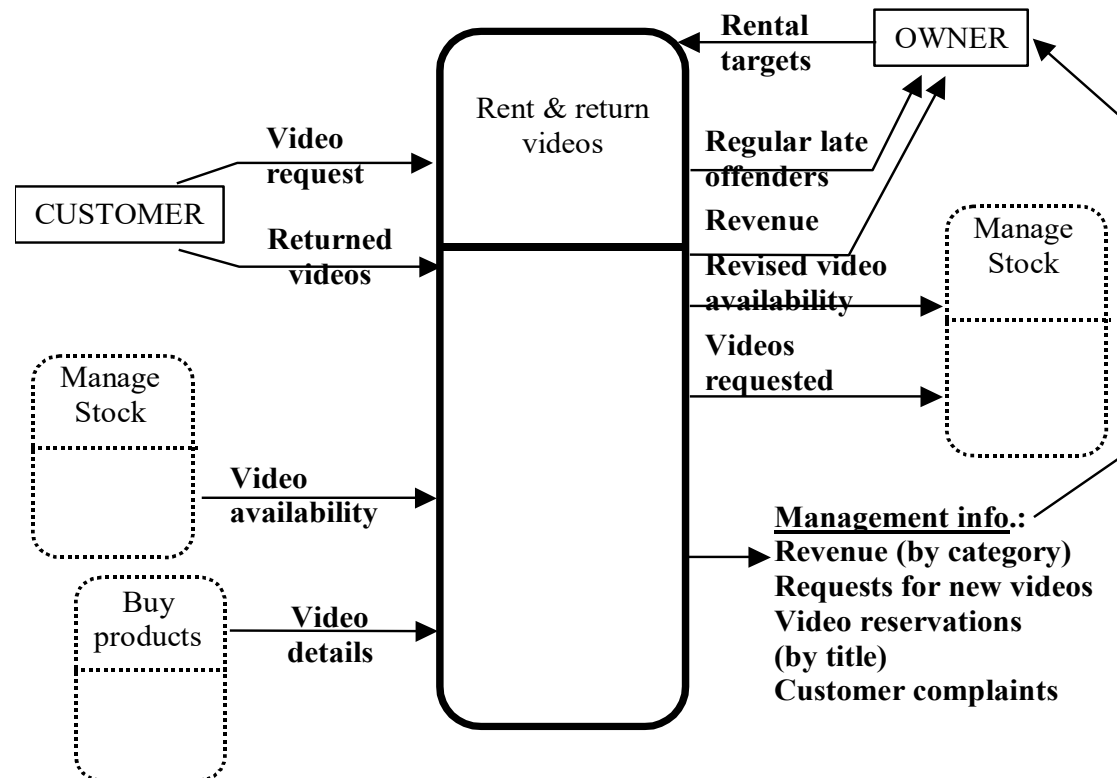 Rental
targets
OWNER
Rent & return
videos
Video
request
Regular late
offenders
CUSTOMER
Returned
videos
Revenue
Revised video
availability
Manage
Stock
Videos
requested
Manage
Stock
Video
availability
Buy
products
Video
details
Management info.:
Revenue (by category)
Requests for new videos
Video reservations
(by title)
Customer complaints